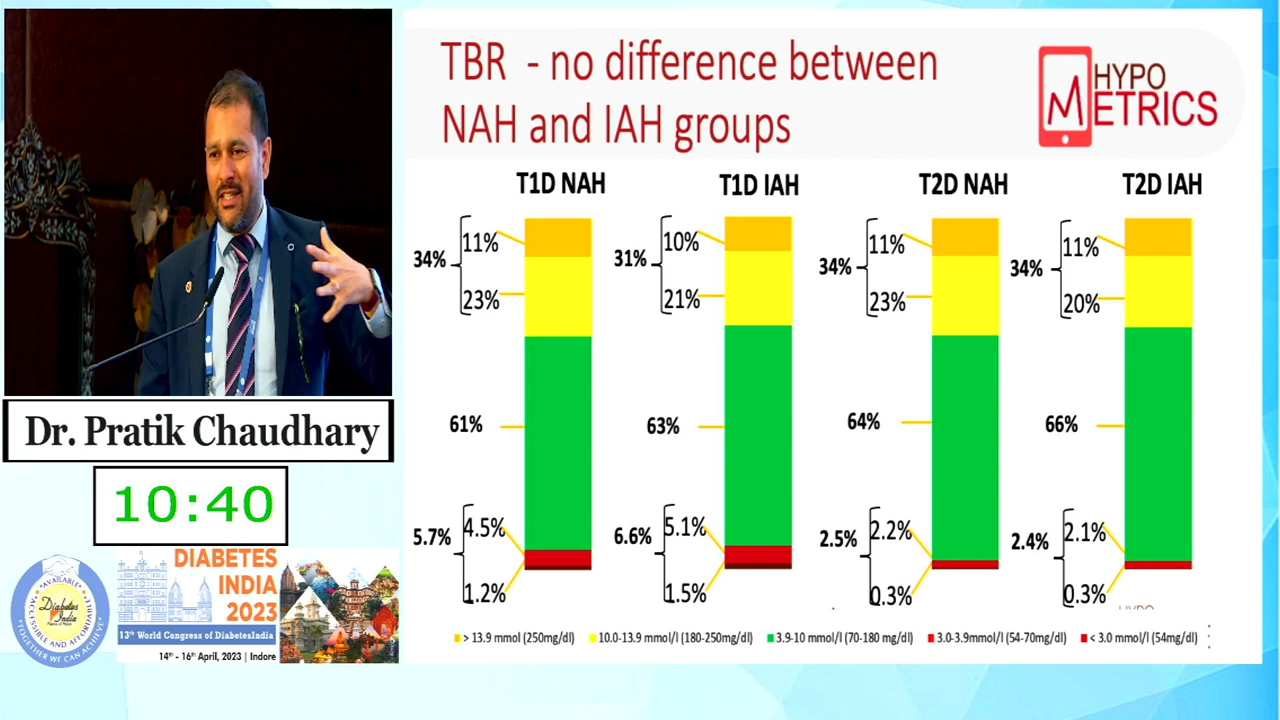 TBR - no difference between
NAH and IAH groups
HYPO
METRICS
T1D NAH
T1D IAH
T2D NAH
T2D IAH
34%
11%
23%
61%
5.7%
4.5%
1.2%
31%
10%
21%
63%
6.6%
5.1%
1.5%
34%
11%
23%
64%
2.5%
2.2%
0.3%
34%
11%
20%
66%
2.4%
2.1%
0.3%
> 13.9 mmol (250mg/dl)
10.0-13.9 mmol/l (180-250mg/dl)
3.9-10 mmol/l (70-180 mg/dl)
3.0-3.9mmol/l (54-70mg/dl)
< 3.0 mmol/l (54mg/dl)
Dr. Pratik Chaudhary
10:40
AVAILABLE
ACCESSIBLE AND AFFORDABLE
Diabetes
India
TOGETHER WE CAN ACHIEVE
DIABETES
INDIA
2023
13th World Congress of DiabetesIndia
14th - 16th April, 2023 | Indore